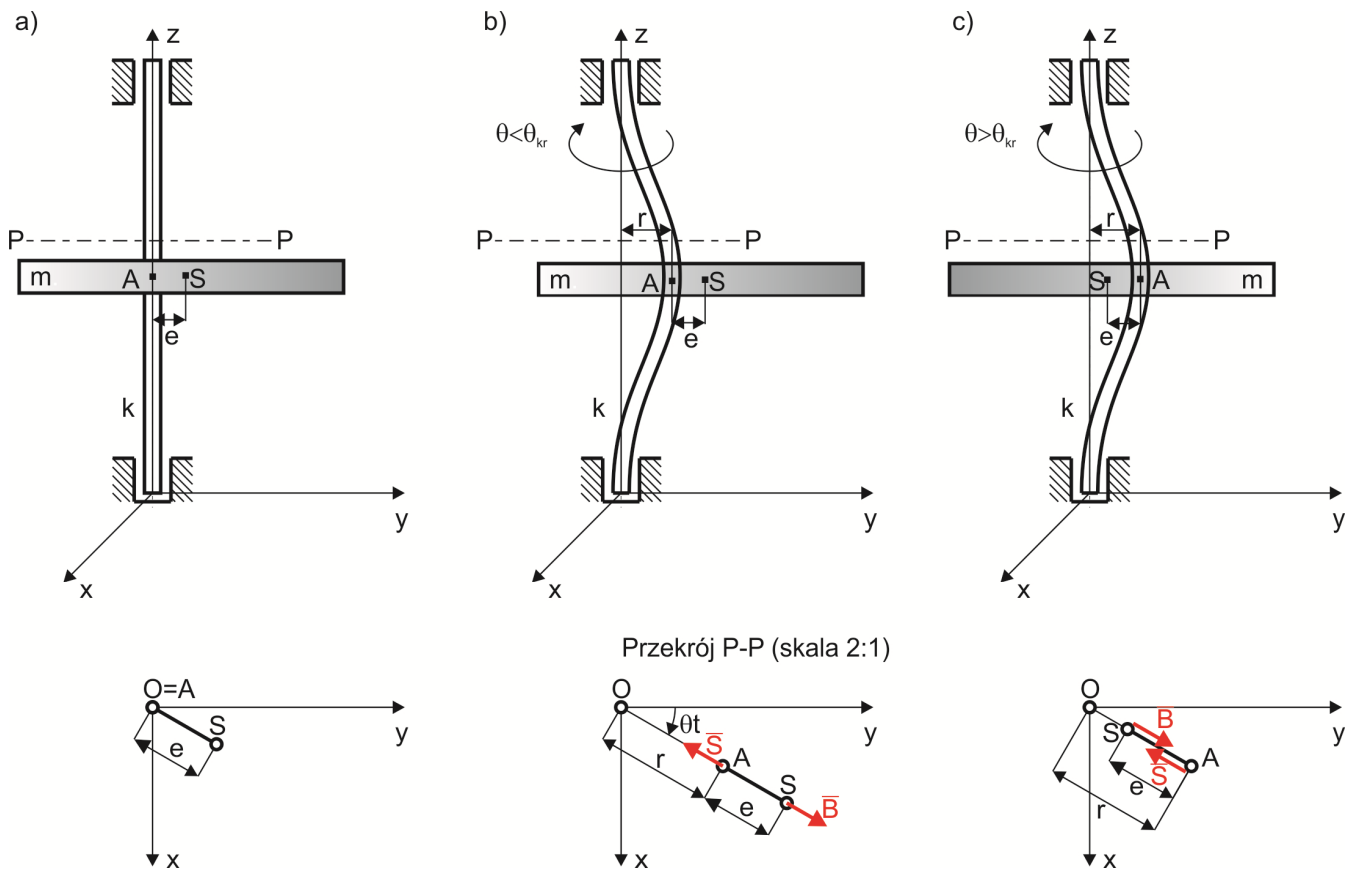 a)
z
P
P
m
A
S
e
k
y
x
O=A
S
e
y
x
b)
z
θ<θkr
r
P
P
m
A
S
e
k
y
x
Przekrój P-P (skala 2:1)
O
θt
y
S̅
A
r
S
e
B̅
x
c)
z
θ>θkr
r
P
P
S
A
m
e
k
y
x
O
y
B̅
S
A
S̅
e
r
x